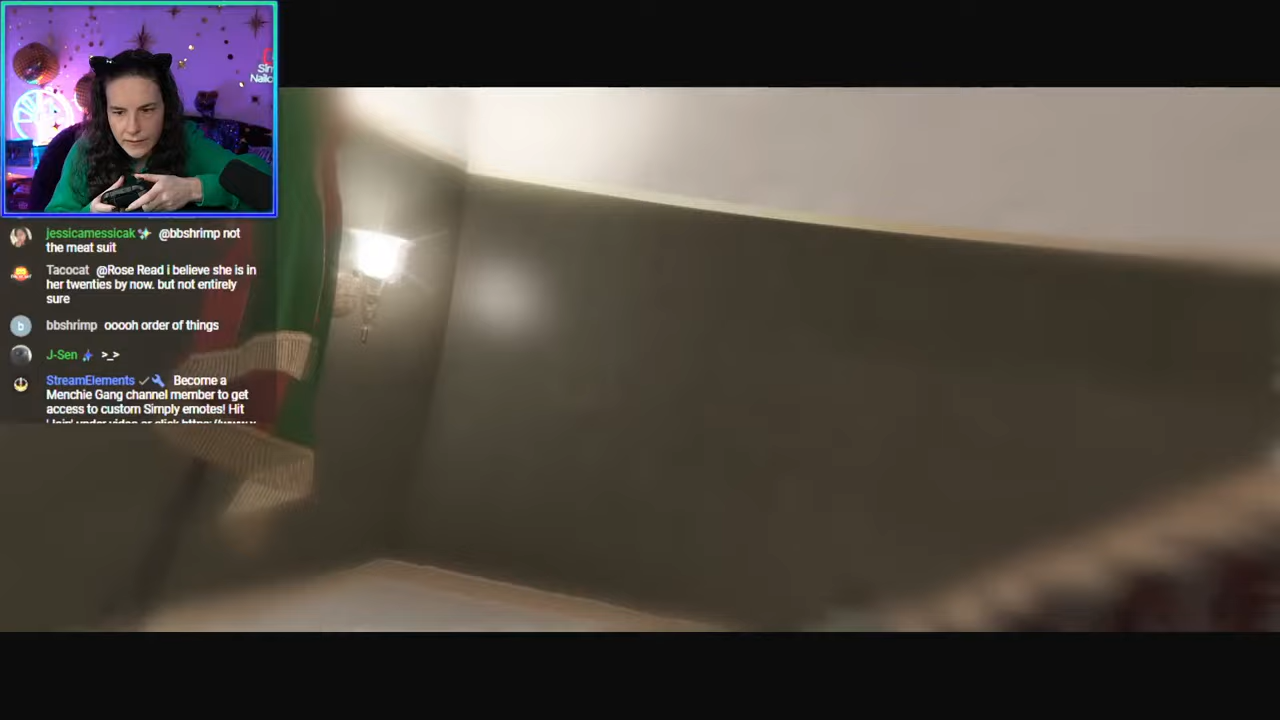 jessicamessicak @bbshrimp not
the meat suit
Tacocat @Rose Read i believe she is in
her twenties by now. but not entirely
sure
b bbshrimp ooooh order of things
J-Sen >_>
StreamElements Become a
Menchie Gang channel member to get
access to custom Simply emotes! Hit